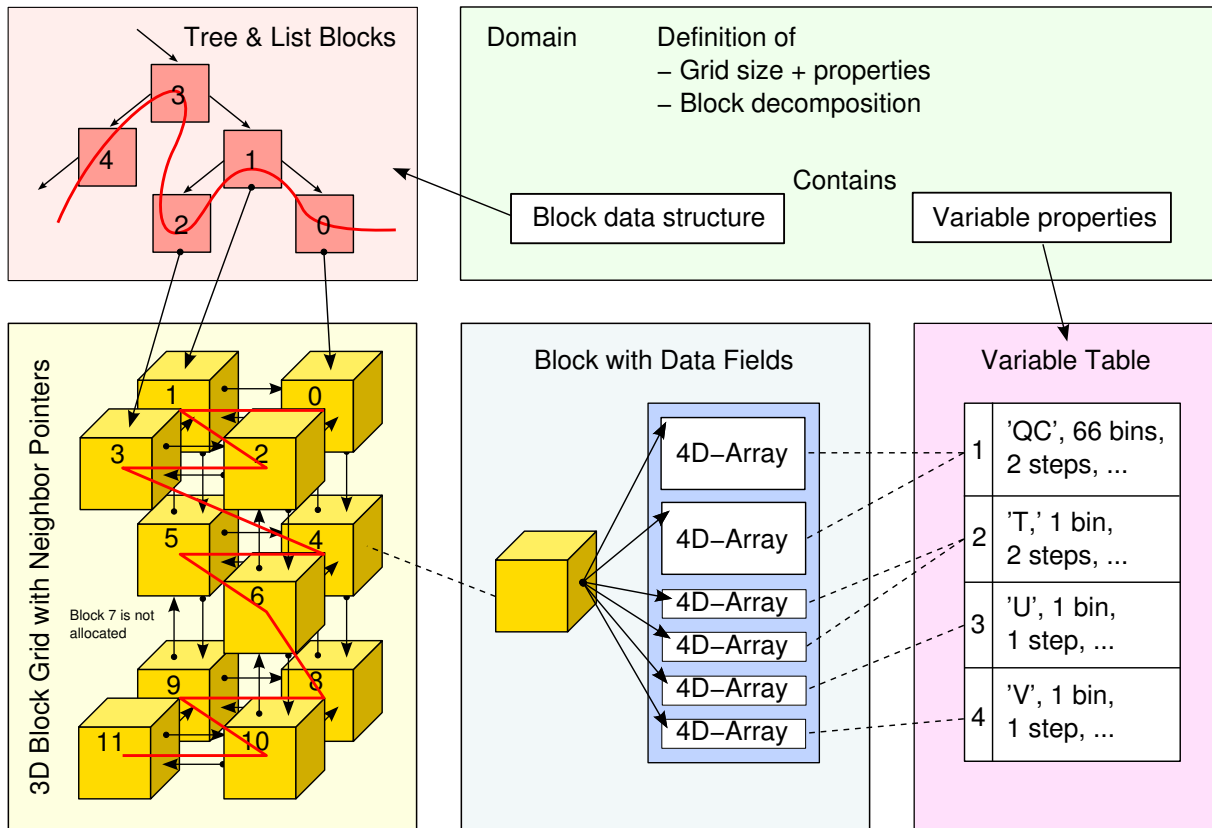 Tree & List Blocks
3
4
1
2
0
Domain
Definition of
– Grid size + properties
– Block decomposition
Contains
Block data structure
Variable properties
3D Block Grid with Neighbor Pointers
1
0
3
2
5
4
6
Block 7 is not
allocated
9
8
11
10
Block with Data Fields
4D–Array
4D–Array
4D–Array
4D–Array
4D–Array
4D–Array
Variable Table
1
'QC', 66 bins,
2 steps, ...
2
'T,' 1 bin,
2 steps, ...
3
'U', 1 bin,
1 step, ...
4
'V', 1 bin,
1 step, ...